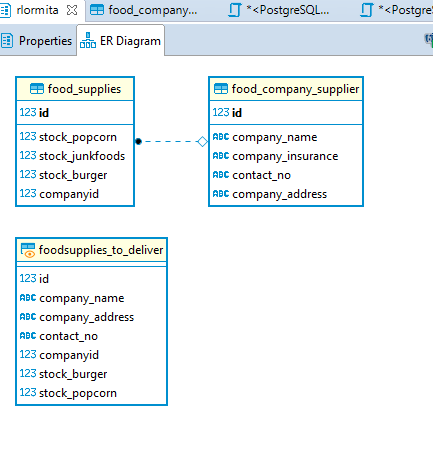 rlormita
food_company...
*<PostgreSQL...
*<PostgreS
Properties
ER Diagram
food_supplies
123 id
123 stock_popcorn
123 stock_junkfoods
123 stock_burger
123 companyid
food_company_supplier
123 id
ABC company_name
ABC company_insurance
ABC contact_no
ABC company_address
foodsupplies_to_deliver
123 id
ABC company_name
ABC company_address
ABC contact_no
123 companyid
123 stock_burger
123 stock_popcorn